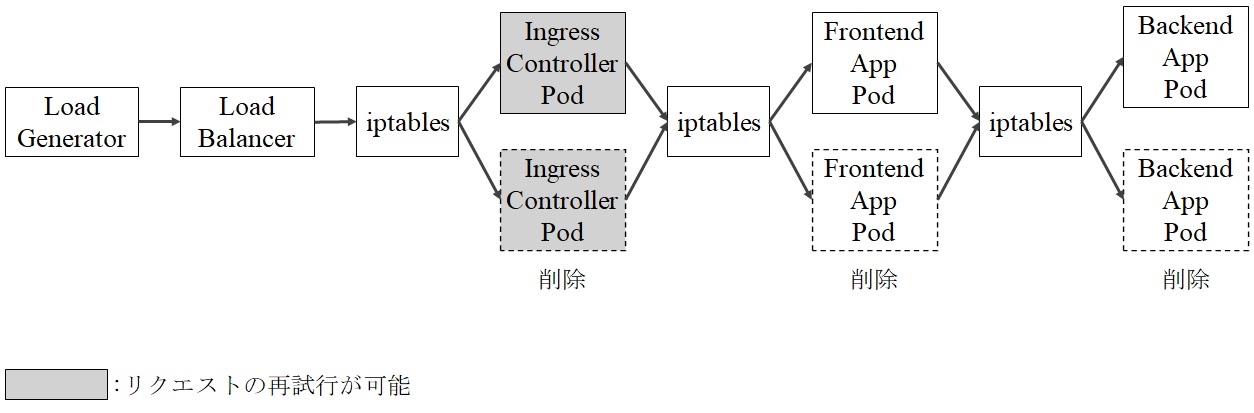 Load
Generator
Load
Balancer
iptables
Ingress
Controller
Pod
Ingress
Controller
Pod
削除
iptables
Frontend
App
Pod
Frontend
App
Pod
削除
iptables
Backend
App
Pod
Backend
App
Pod
削除
:リクエストの再試行が可能